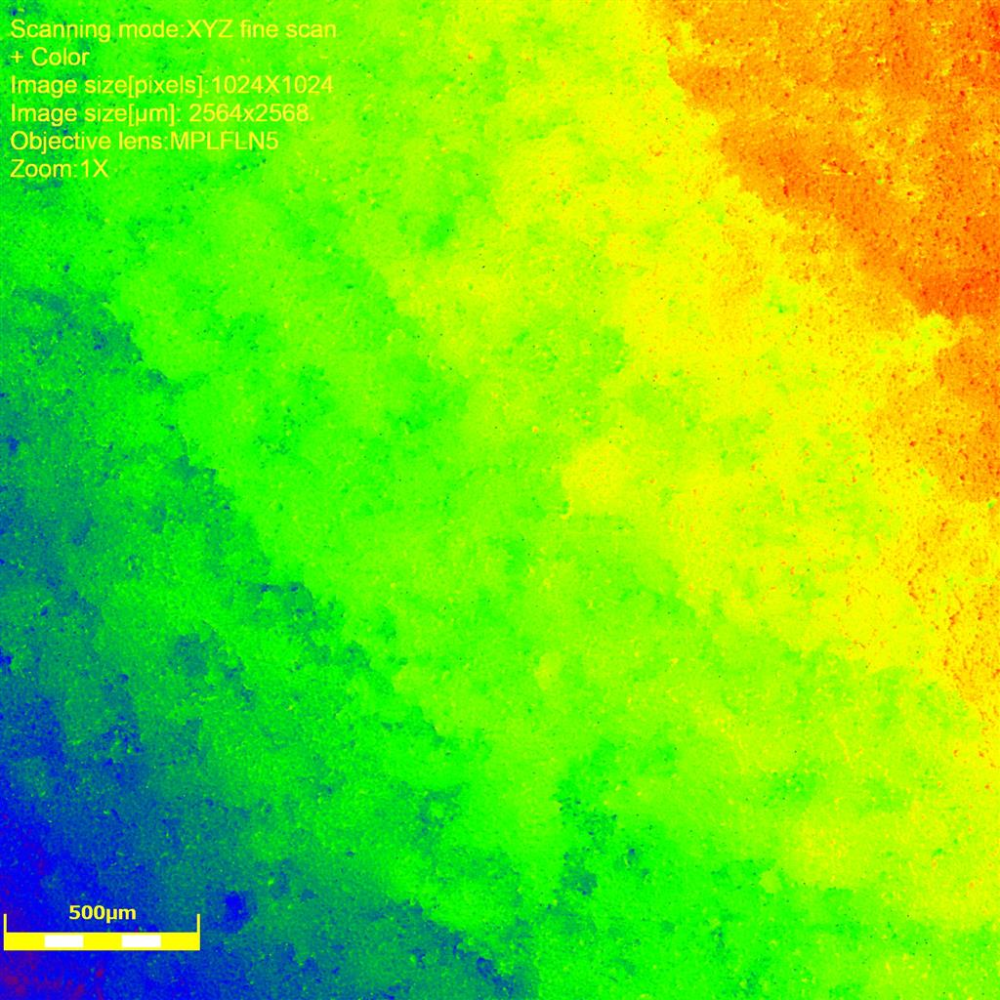 Scanning mode:XYZ fine scan
+ Color
Image size[pixels]:1024X1024
Image size[µm]: 2564x2568
Objective lens:MPLFLN5
Zoom:1X
500µm